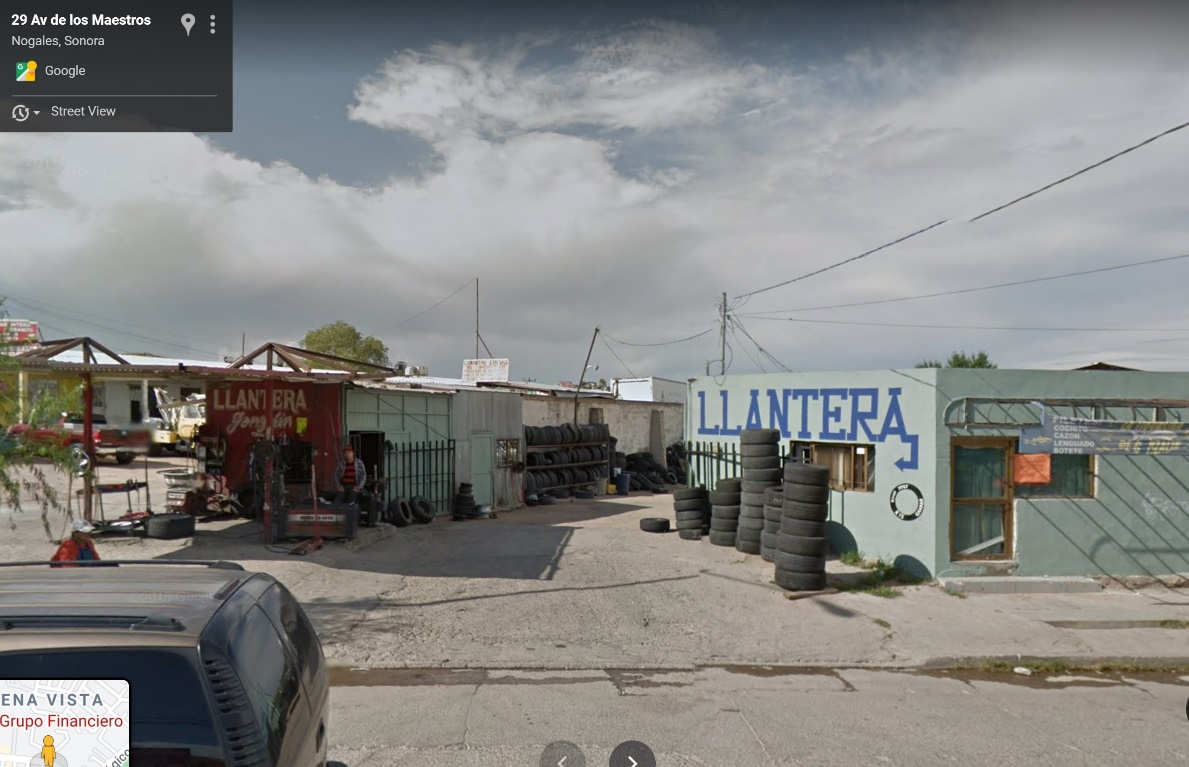 29 Av de los Maestros
Nogales, Sonora
Google
Street View
LLANTERA
LLANTERA
FILETE
COCHITO
CAZON
LENGUADO
BOTETE
ENA VISTA
Grupo Financiero